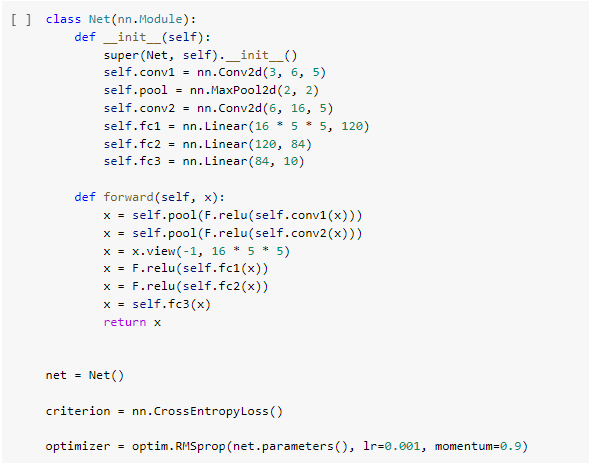 [ ] class Net(nn.Module):
        def __init__(self):
            super(Net, self).__init__()
            self.conv1 = nn.Conv2d(3, 6, 5)
            self.pool = nn.MaxPool2d(2, 2)
            self.conv2 = nn.Conv2d(6, 16, 5)
            self.fc1 = nn.Linear(16 * 5 * 5, 120)
            self.fc2 = nn.Linear(120, 84)
            self.fc3 = nn.Linear(84, 10)

        def forward(self, x):
            x = self.pool(F.relu(self.conv1(x)))
            x = self.pool(F.relu(self.conv2(x)))
            x = x.view(-1, 16 * 5 * 5)
            x = F.relu(self.fc1(x))
            x = F.relu(self.fc2(x))
            x = self.fc3(x)
            return x


    net = Net()

    criterion = nn.CrossEntropyLoss()

    optimizer = optim.RMSprop(net.parameters(), lr=0.001, momentum=0.9)